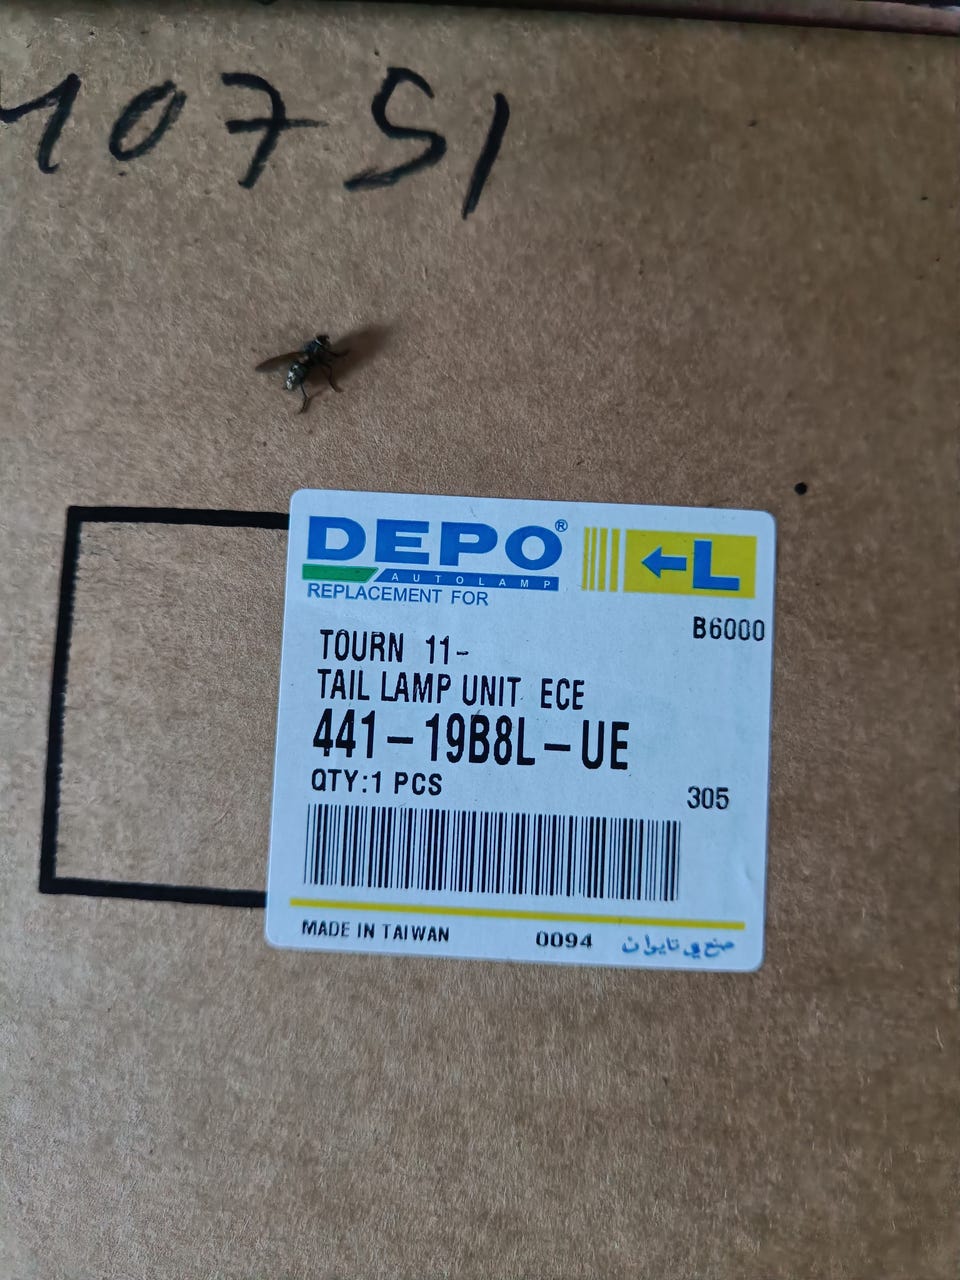 10751
DEPO®
←L
AUTOLAMP
REPLACEMENT FOR
B6000
TOURN 11-
TAIL LAMP UNIT ECE
441-19B8L-UE
QTY:1 PCS
305
MADE IN TAIWAN
0094
صنع في تايوان